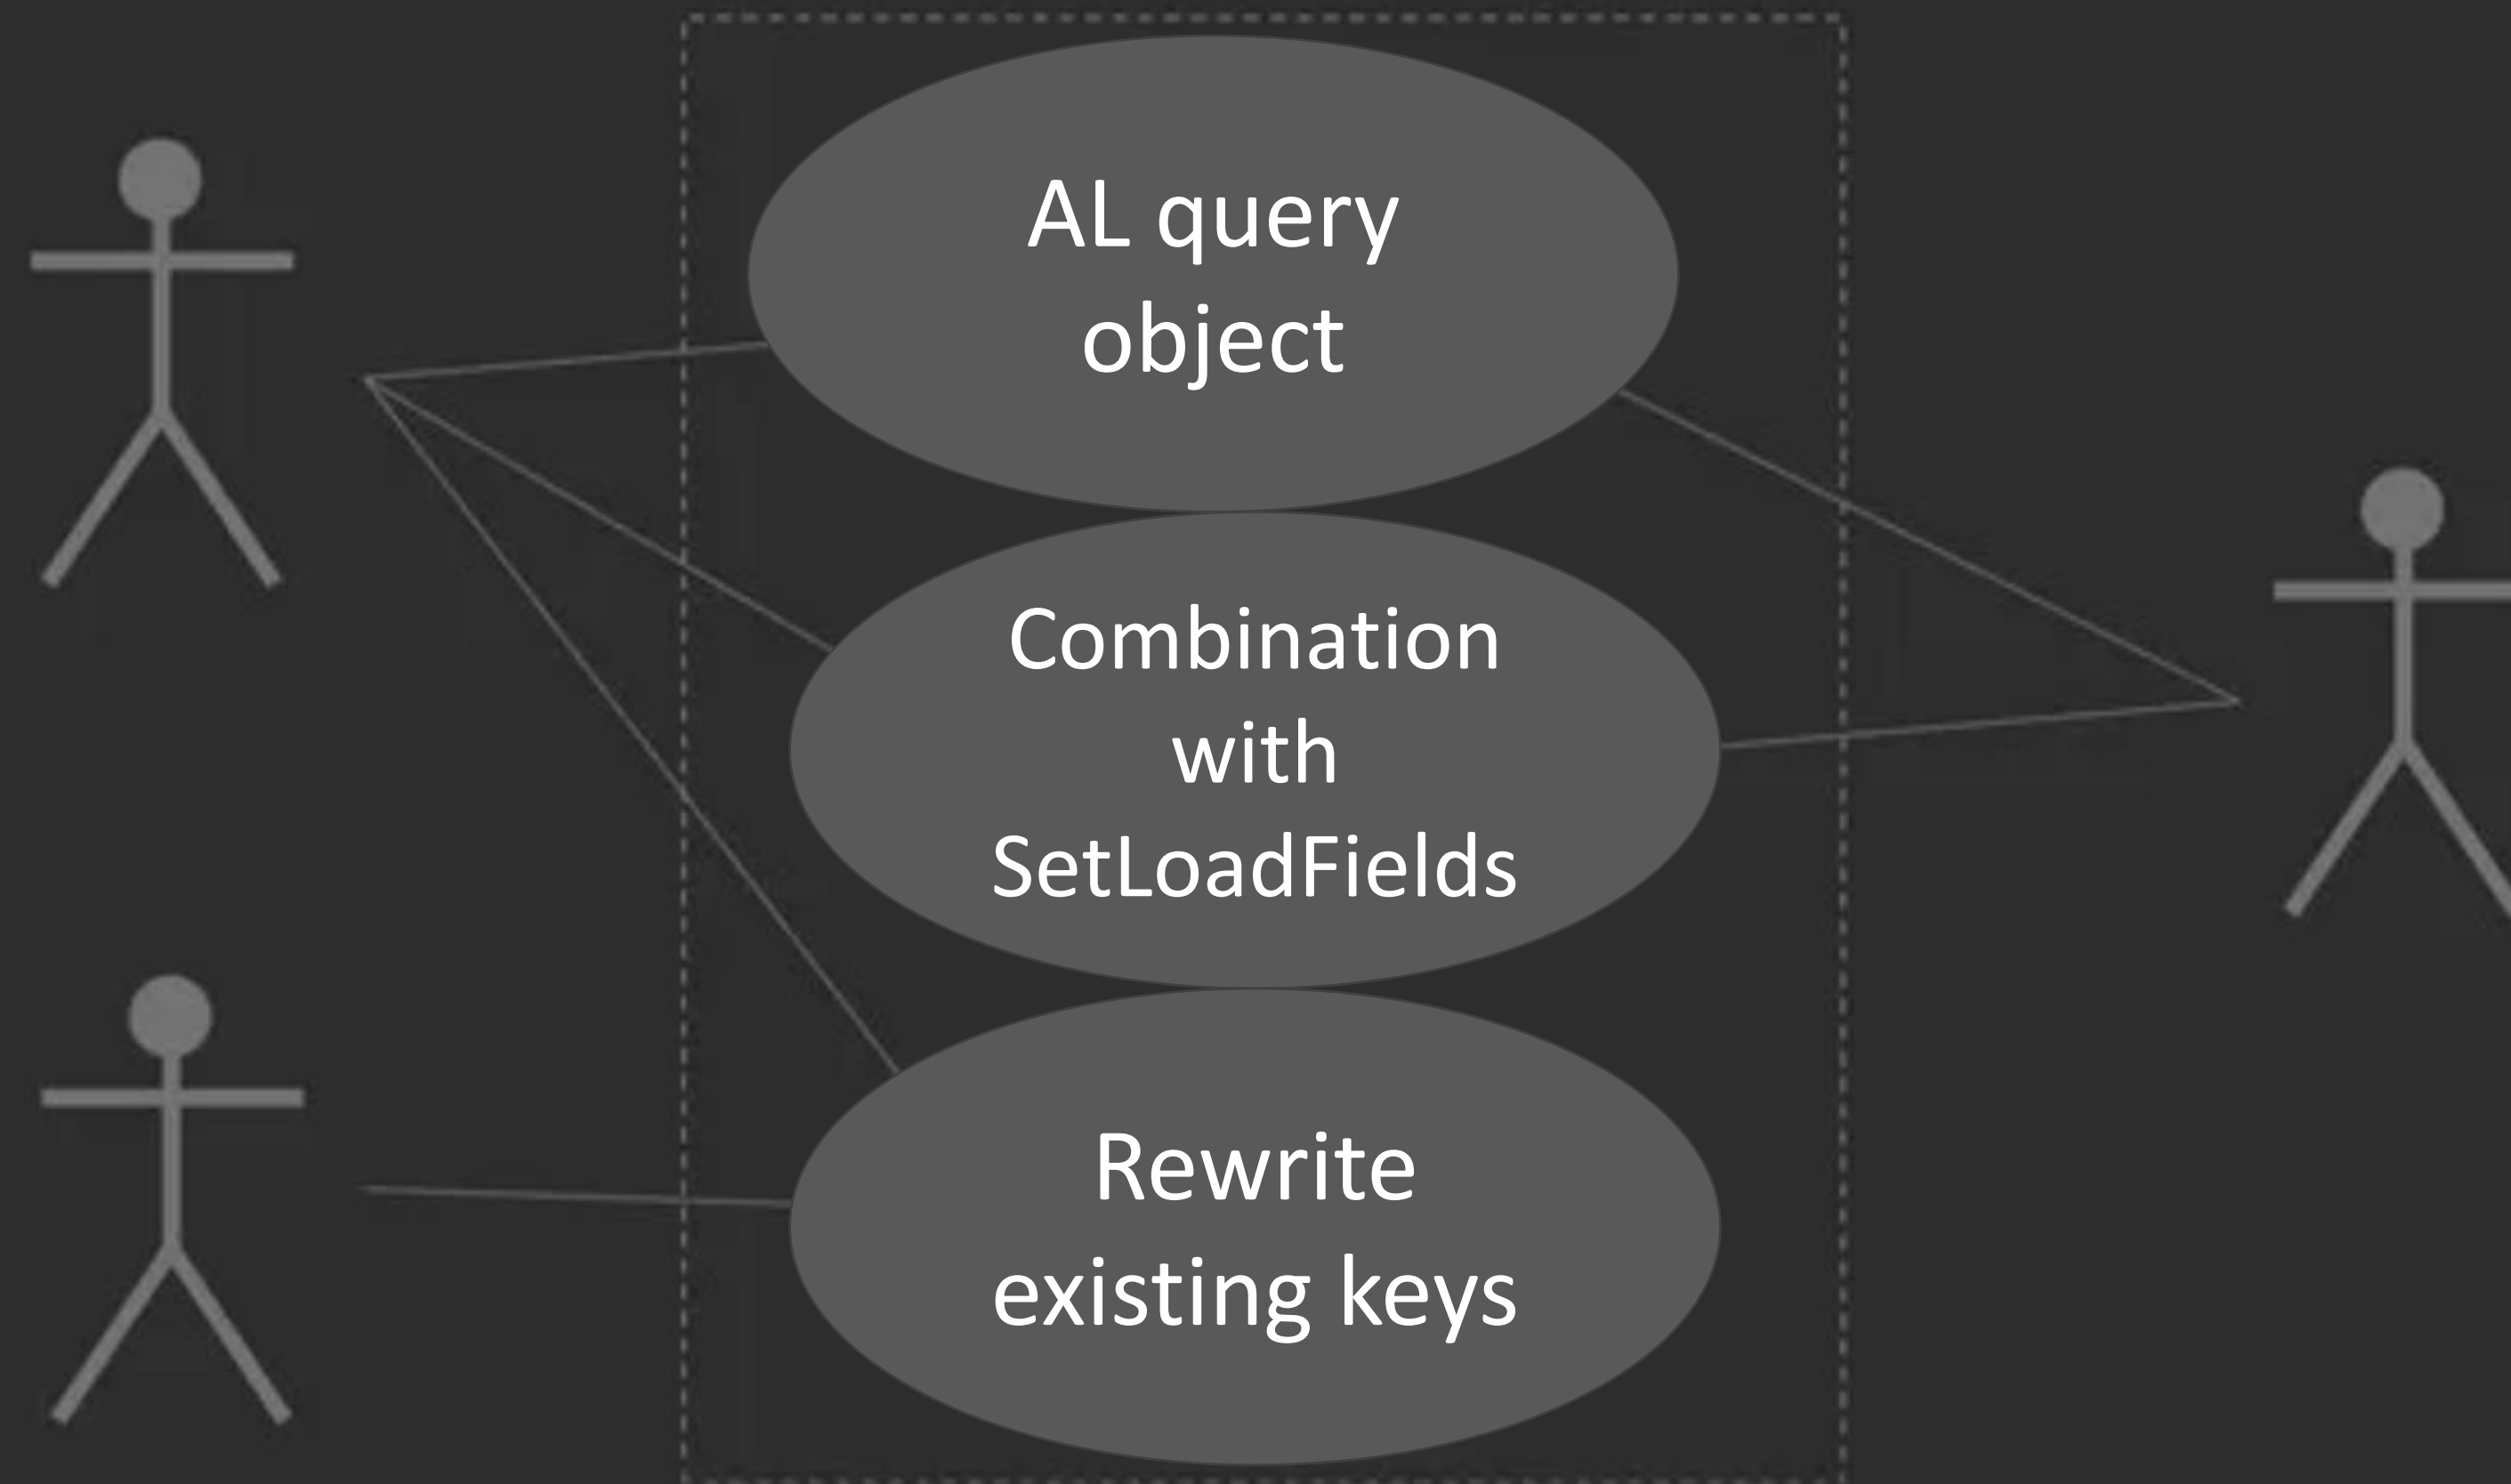 AL query
object
Combination
with
SetLoadFields
Rewrite
existing keys